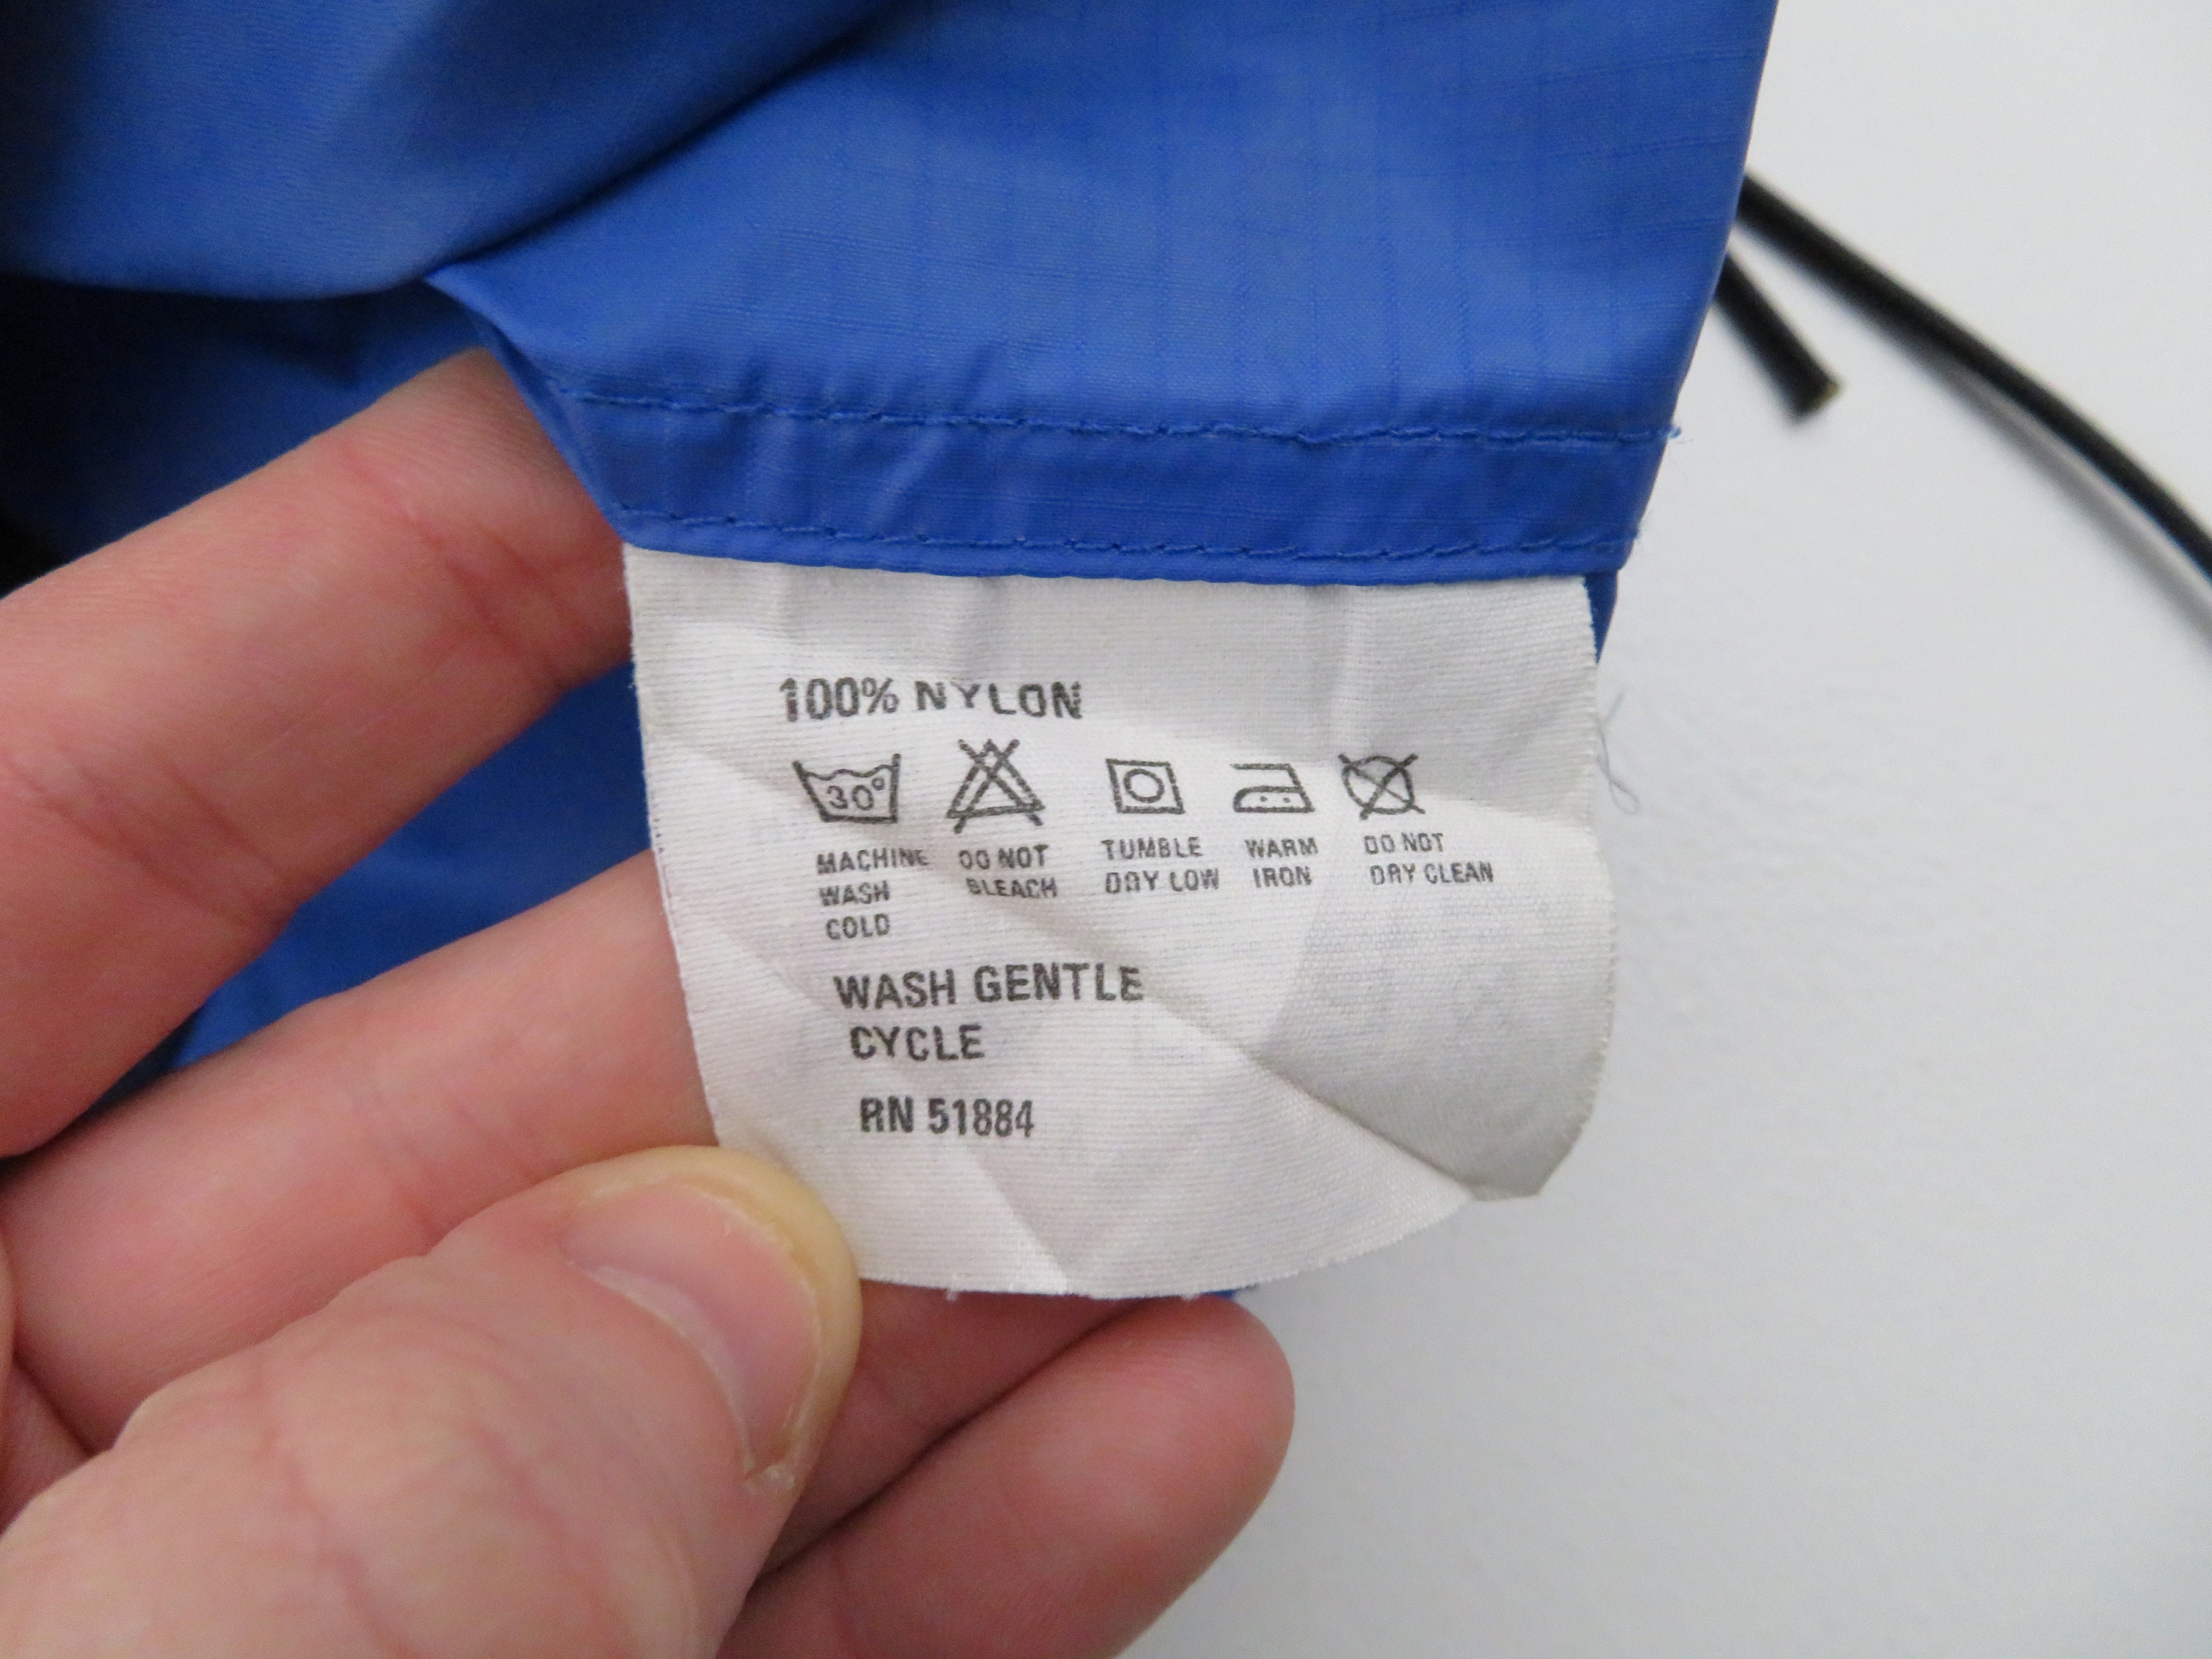 100% NYLON
30°
MACHINE WASH COLD
DO NOT BLEACH
TUMBLE DRY LOW
WARM IRON
DO NOT DRY CLEAN
WASH GENTLE
CYCLE
RN 51884